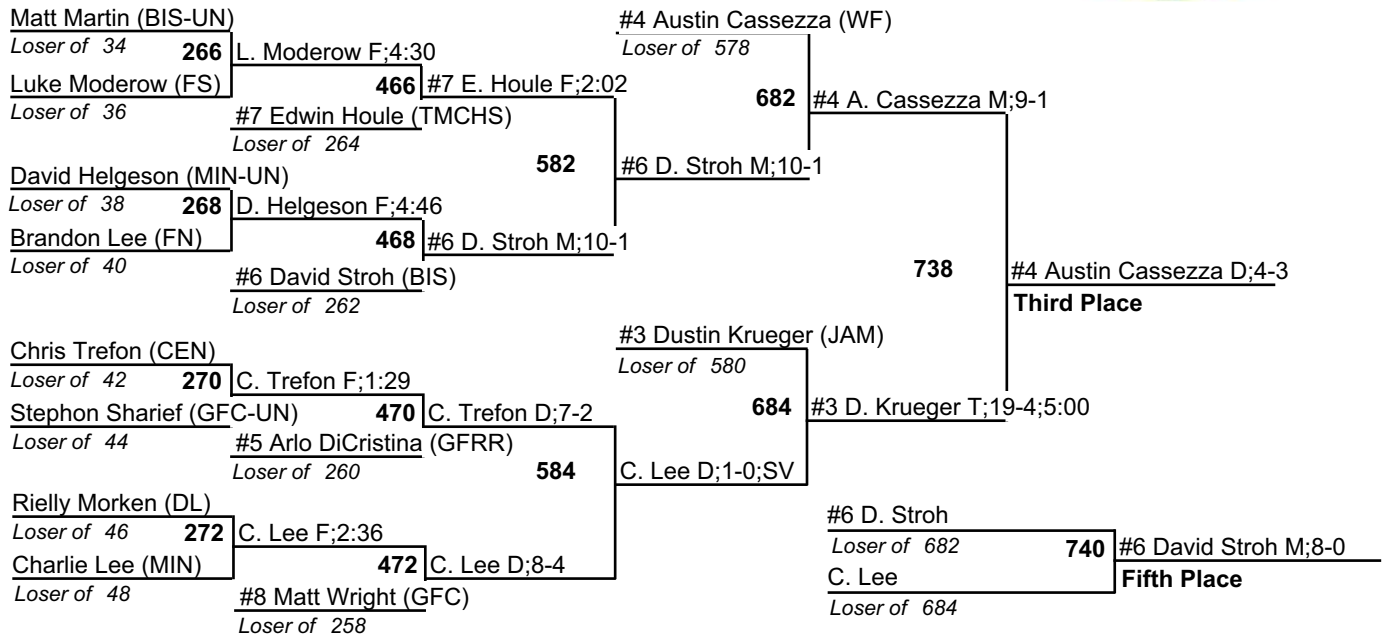 Matt Martin (BIS-UN)
Loser of 34
266
L. Moderow F;4:30
Luke Moderow (FS)
Loser of 36
466
#7 E. Houle F;2:02
#7 Edwin Houle (TMCHS)
Loser of 264
582
#6 D. Stroh M;10-1
David Helgeson (MIN-UN)
Loser of 38
268
D. Helgeson F;4:46
Brandon Lee (FN)
Loser of 40
468
#6 D. Stroh M;10-1
#6 David Stroh (BIS)
Loser of 262
#4 Austin Cassezza (WF)
Loser of 578
682
#4 A. Cassezza M;9-1
738
#4 Austin Cassezza D;4-3
Third Place
Chris Trefon (CEN)
Loser of 42
270
C. Trefon F;1:29
Stephon Sharief (GFC-UN)
Loser of 44
470
C. Trefon D;7-2
#5 Arlo DiCristina (GFRR)
Loser of 260
584
C. Lee D;1-0;SV
Rielly Morken (DL)
Loser of 46
272
C. Lee F;2:36
Charlie Lee (MIN)
Loser of 48
472
C. Lee D;8-4
#8 Matt Wright (GFC)
Loser of 258
#3 Dustin Krueger (JAM)
Loser of 580
684
#3 D. Krueger T;19-4;5:00
#6 D. Stroh
Loser of 682
740
#6 David Stroh M;8-0
C. Lee
Fifth Place
Loser of 684